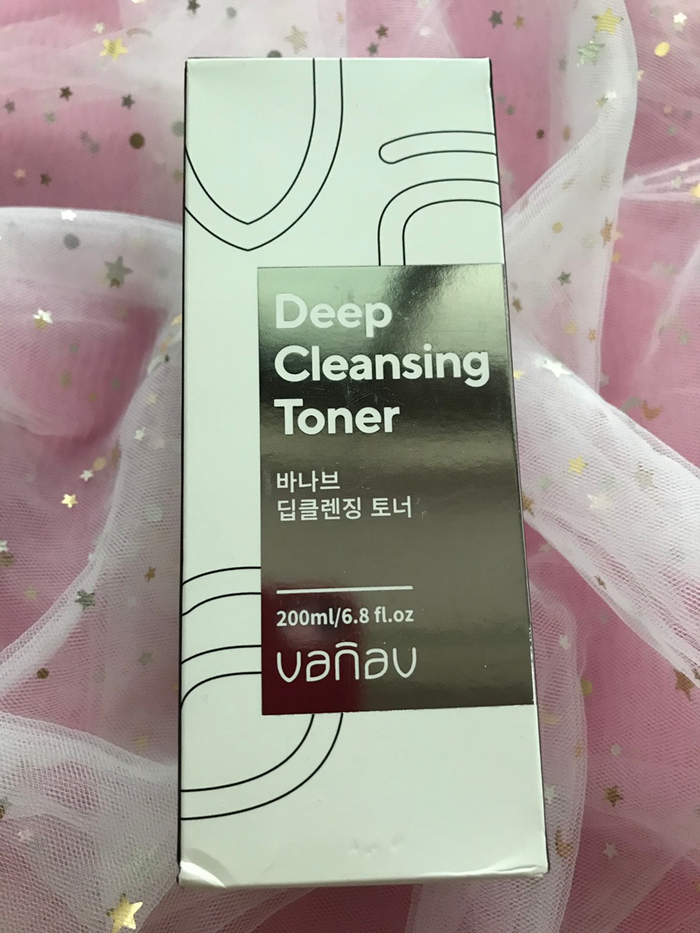 Deep
Cleansing
Toner
바나브
딥클렌징 토너
200ml/6.8 fl.oz
vanav